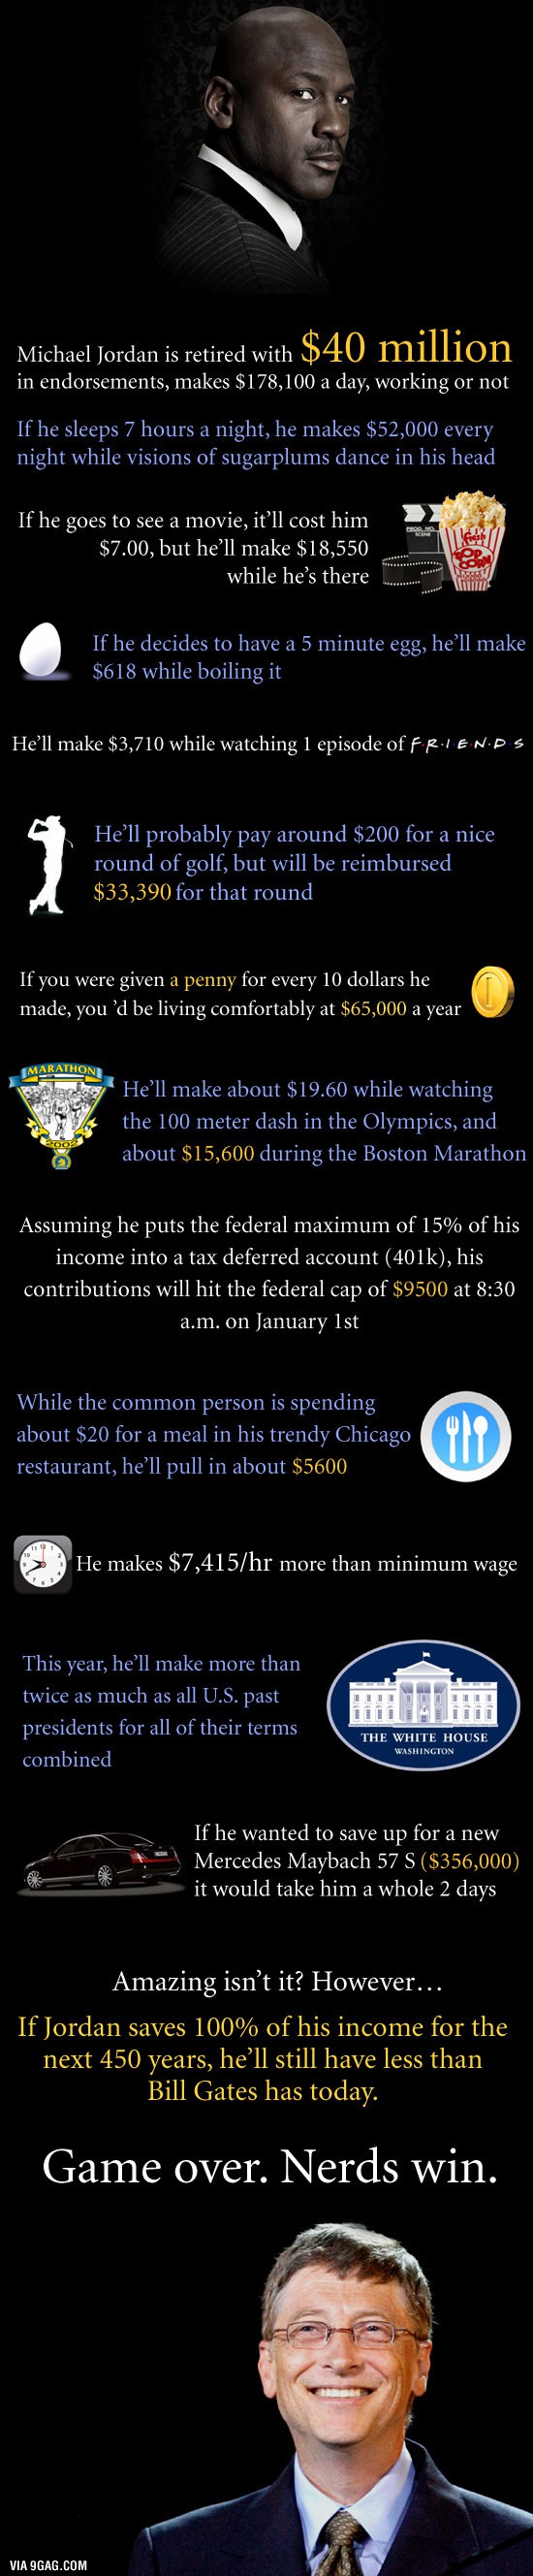 Michael Jordan is retired with $40 million
in endorsements, makes $178,100 a day, working or not
If he sleeps 7 hours a night, he makes $52,000 every
night while visions of sugarplums dance in his head
If he goes to see a movie, it'll cost him
$7.00, but he'll make $18,550
while he's there
PROD. NO.
SCENE
fresh
POP
CORN
If he decides to have a 5 minute egg, he'll make
$618 while boiling it
He'll make $3,710 while watching 1 episode of F·R·I·E·N·D·S
He'll probably pay around $200 for a nice
round of golf, but will be reimbursed
$33,390 for that round
If you were given a penny for every 10 dollars he
made, you 'd be living comfortably at $65,000 a year
MARATHON
2002
He'll make about $19.60 while watching
the 100 meter dash in the Olympics, and
about $15,600 during the Boston Marathon
Assuming he puts the federal maximum of 15% of his
income into a tax deferred account (401k), his
contributions will hit the federal cap of $9500 at 8:30
a.m. on January 1st
While the common person is spending
about $20 for a meal in his trendy Chicago
restaurant, he'll pull in about $5600
He makes $7,415/hr more than minimum wage
This year, he'll make more than
twice as much as all U.S. past
presidents for all of their terms
combined
THE WHITE HOUSE
WASHINGTON
If he wanted to save up for a new
Mercedes Maybach 57 S ($356,000)
it would take him a whole 2 days
Amazing isn't it? However…
If Jordan saves 100% of his income for the
next 450 years, he'll still have less than
Bill Gates has today.
Game over. Nerds win.
VIA 9GAG.COM